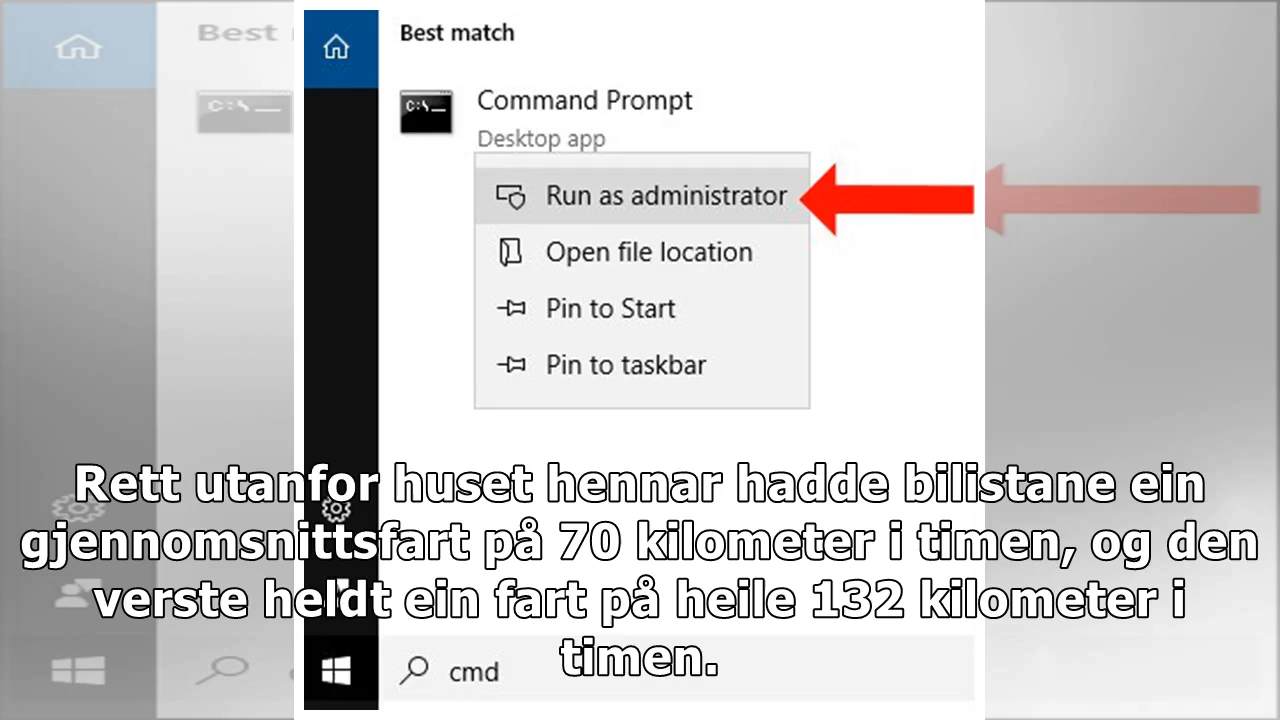 Best match
Command Prompt
Desktop app
Run as administrator
Open file location
Pin to Start
Pin to taskbar
Rett utanfor huset hennar hadde bilistane ein
gjennomsnittsfart på 70 kilometer i timen, og den
verste heldt ein fart på heile 132 kilometer i
timen.
cmd